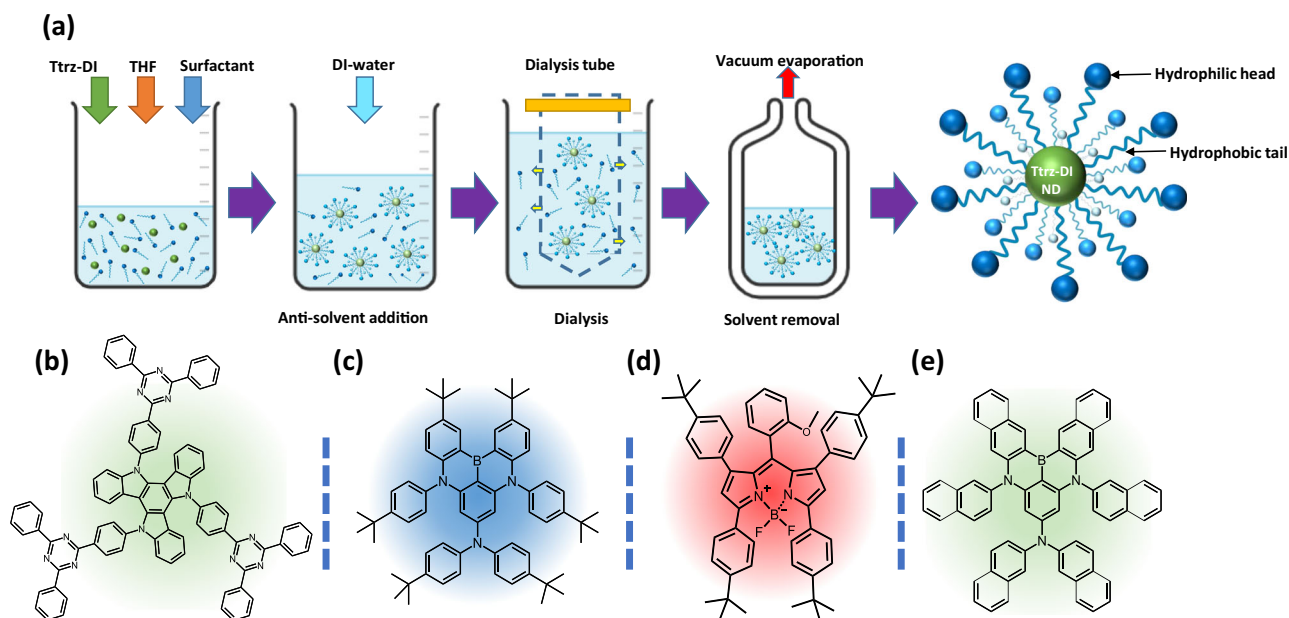 (a)
Ttrz-DI THF Surfactant
DI-water
Dialysis tube
Vacuum evaporation
Hydrophilic head
Hydrophobic tail
Ttrz-DI
ND
Anti-solvent addition
Dialysis
Solvent removal
(b)
N N
N
N
N
N
N N
N
N
N
N
(c)
B
N N
N
(d)
O
N + N
B −
F F
(e)
B
N N
N